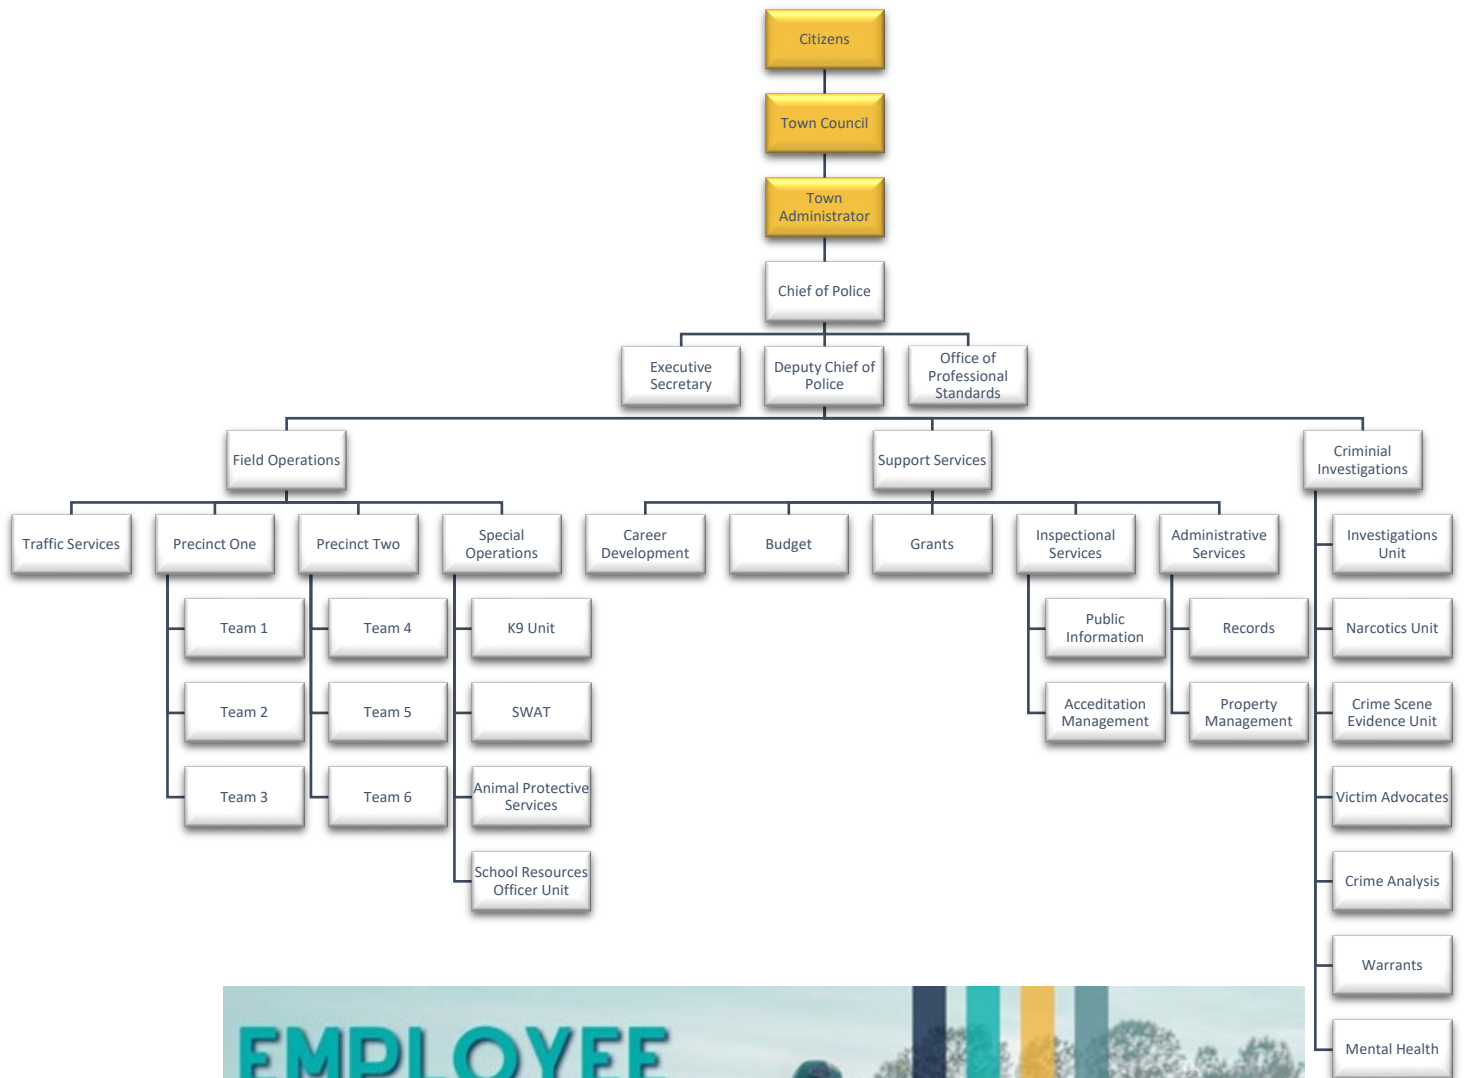 Citizens
Town Council
Town
Administrator
Chief of Police
Executive
Secretary
Deputy Chief of
Police
Office of
Professional
Standards
Field Operations
Support Services
Criminial
Investigations
Traffic Services
Precinct One
Precinct Two
Special
Operations
Career
Development
Budget
Grants
Inspectional
Services
Administrative
Services
Investigations
Unit
Team 1
Team 4
K9 Unit
Public
Information
Records
Narcotics Unit
Team 2
Team 5
SWAT
Acceditation
Management
Property
Management
Crime Scene
Evidence Unit
Team 3
Team 6
Animal Protective
Services
Victim Advocates
School Resources
Officer Unit
Crime Analysis
Warrants
Mental Health
EMPLOYEE